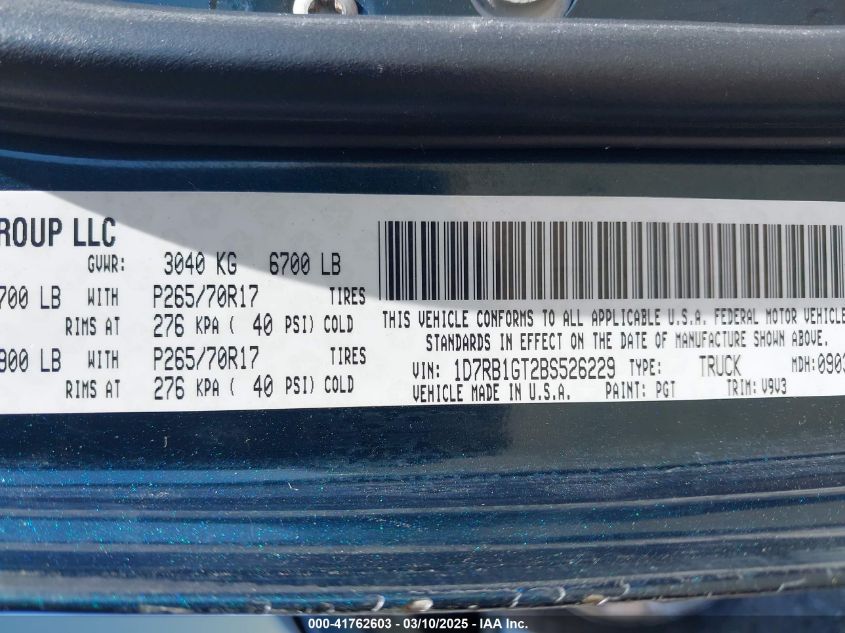 ROUP LLC
GVWR: 3040 KG 6700 LB
700 LB WITH P265/70R17 TIRES
RIMS AT 276 KPA ( 40 PSI) COLD
900 LB WITH P265/70R17 TIRES
RIMS AT 276 KPA ( 40 PSI) COLD
THIS VEHICLE CONFORMS TO ALL APPLICABLE U.S.A. FEDERAL MOTOR VEHICLE
STANDARDS IN EFFECT ON THE DATE OF MANUFACTURE SHOWN ABOVE.
VIN: 1D7RB1GT2BS526229 TYPE: TRUCK MDH:0903
VEHICLE MADE IN U.S.A. PAINT: PGT TRIM: V9V3
000-41762603 - 03/10/2025 - IAA Inc.